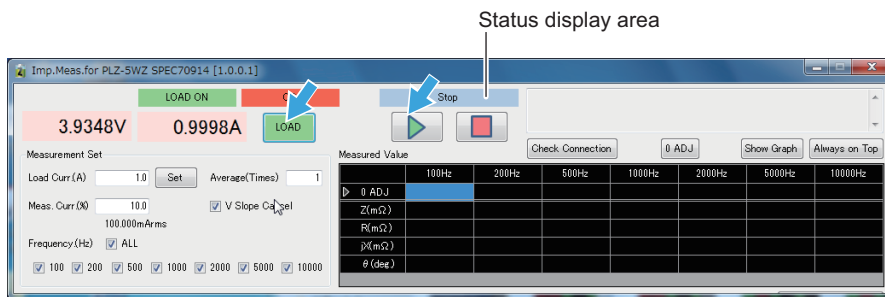 Status display area
Imp.Meas.for PLZ-5WZ SPEC70914 [1.0.0.1]
LOAD ON Stop
3.9348V 0.9998A LOAD
Check Connection 0 ADJ Show Graph Always on Top
Measurement Set Measured Value
Load Curr.(A) 1.0 Set Average(Times) 1
100Hz 200Hz 500Hz 1000Hz 2000Hz 5000Hz 10000Hz
0 ADJ
Meas. Curr.(%) 10.0 V Slope Cancel
Z(mΩ)
100.000mArms
R(mΩ)
Frequency.(Hz) ALL
jX(mΩ)
100 200 500 1000 2000 5000 10000
θ(deg.)